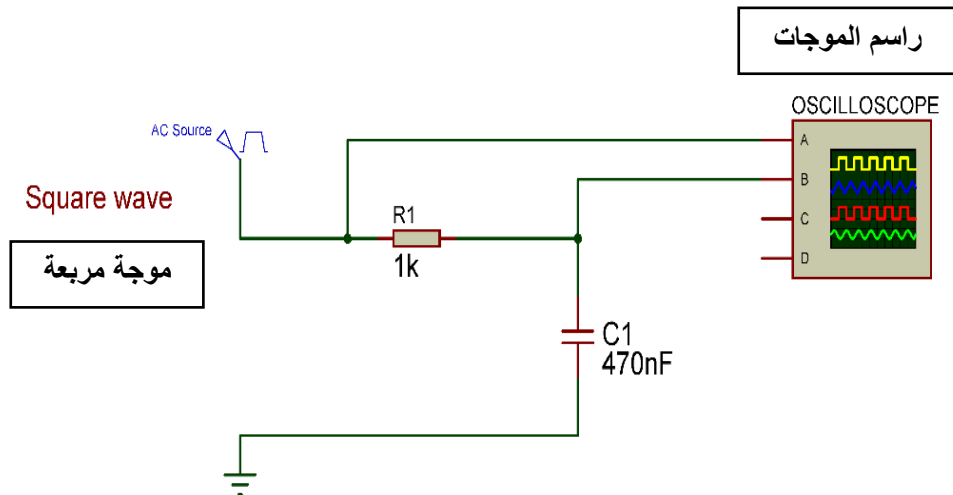 راسم الموجات
OSCILLOSCOPE
AC Source
A
B
C
D
Square wave
موجة مربعة
R1
1k
C1
470nF